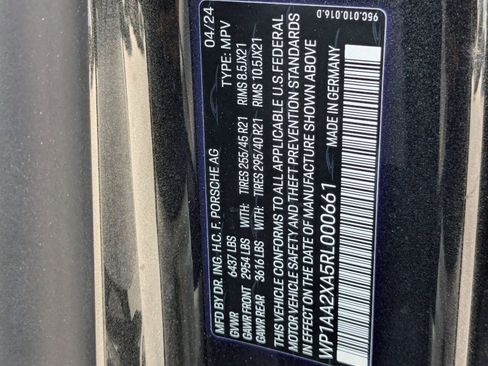 95C.010.016.D
MFD. BY DR. ING. H.C. F. PORSCHE AG 04/24
GVWR 6437 LBS TYPE: MPV
GAWR FRONT 2954 LBS WITH: TIRES 255/45 R21 RIMS 8.5JX21
GAWR REAR 3616 LBS WITH: TIRES 295/40 R21 RIMS 10.5JX21
THIS VEHICLE CONFORMS TO ALL APPLICABLE U.S. FEDERAL
MOTOR VEHICLE SAFETY AND THEFT PREVENTION STANDARDS
IN EFFECT ON THE DATE OF MANUFACTURE SHOWN ABOVE
WP1AA2XA5RL000661 MADE IN GERMANY